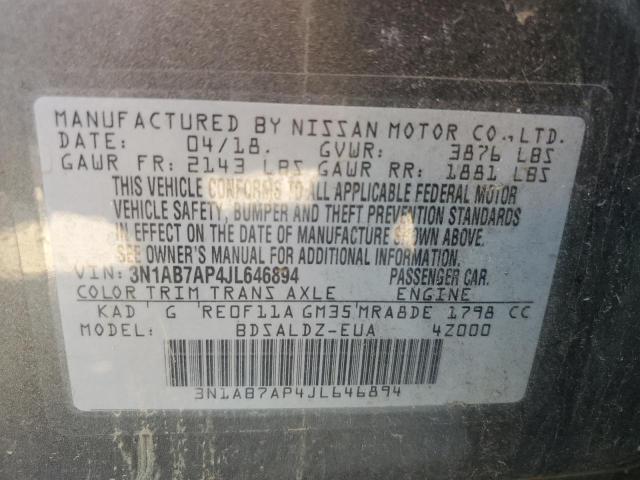 MANUFACTURED BY NISSAN MOTOR CO.,LTD.
DATE: 04/18. GVWR: 3876 LBS
GAWR FR: 2143 LBS GAWR RR: 1881 LBS
THIS VEHICLE CONFORMS TO ALL APPLICABLE FEDERAL MOTOR
VEHICLE SAFETY, BUMPER AND THEFT PREVENTION STANDARDS
IN EFFECT ON THE DATE OF MANUFACTURE SHOWN ABOVE.
SEE OWNER'S MANUAL FOR ADDITIONAL INFORMATION.
VIN: 3N1AB7AP4JL646894 PASSENGER CAR.
COLOR TRIM TRANS AXLE ENGINE
KAD G RE0F11A GM35 MRA8DE 1798 CC
MODEL: BDSALDZ-EUA 4Z000
3N1AB7AP4JL646894